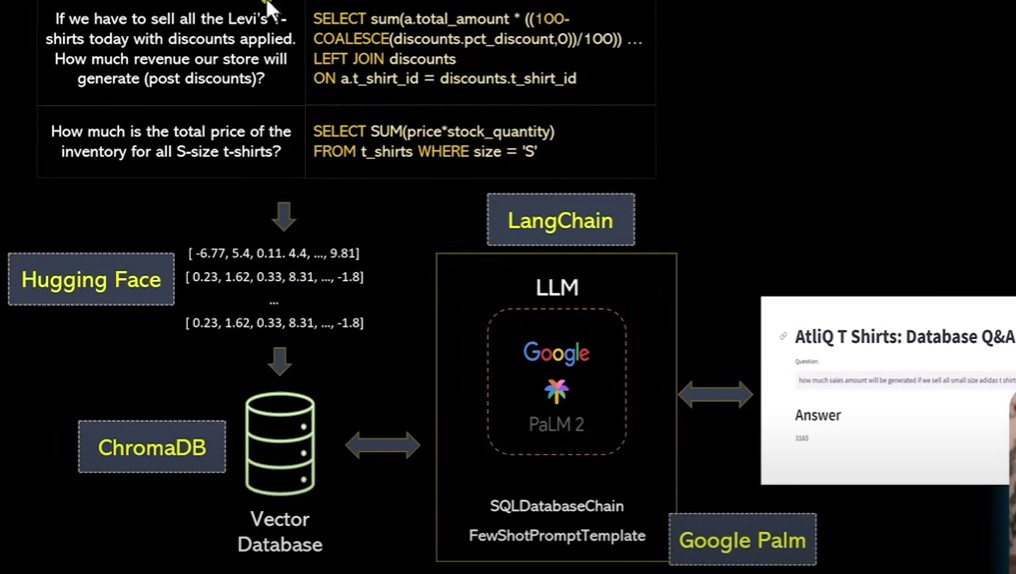 If we have to sell all the Levi's T-
shirts today with discounts applied.
How much revenue our store will
generate (post discounts)?
SELECT sum(a.total_amount * ((100-
COALESCE(discounts.pct_discount,0))/100)) ...
LEFT JOIN discounts
ON a.t_shirt_id = discounts.t_shirt_id
How much is the total price of the
inventory for all S-size t-shirts?
SELECT SUM(price*stock_quantity)
FROM t_shirts WHERE size = 'S'
LangChain
Hugging Face
[ -6.77, 5.4, 0.11. 4.4, ..., 9.81]
[ 0.23, 1.62, 0.33, 8.31, ..., -1.8]
...
[ 0.23, 1.62, 0.33, 8.31, ..., -1.8]
LLM
Google
PaLM 2
ChromaDB
Vector
Database
SQLDatabaseChain
FewShotPromptTemplate
Google Palm
AtliQ T Shirts: Database Q&A
Question:
how much sales amount will be generated if we sell all small size adidas t shirts
Answer